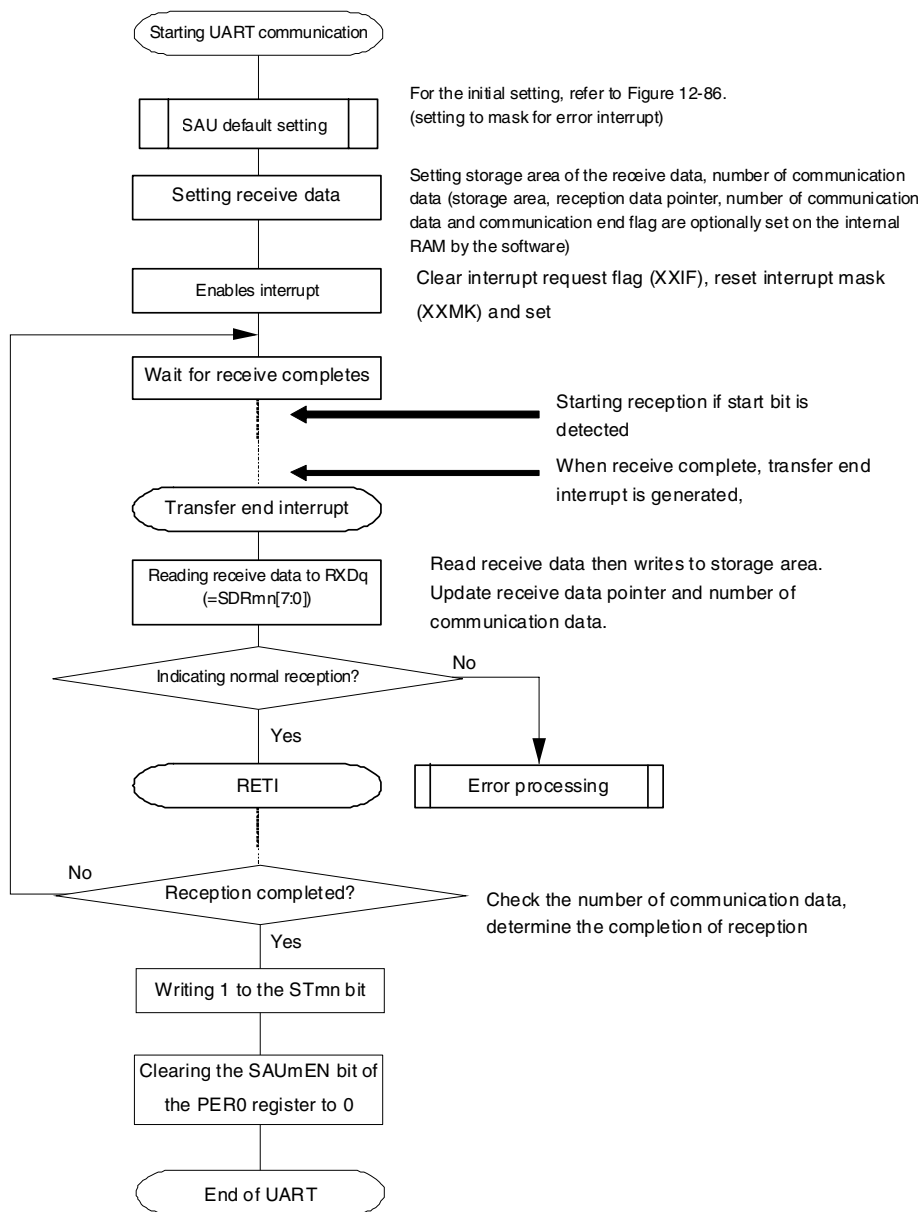 Starting UART communication
For the initial setting, refer to Figure 12-86.
(setting to mask for error interrupt)
SAU default setting
Setting storage area of the receive data, number of communication
data (storage area, reception data pointer, number of communication
data and communication end flag are optionally set on the internal
RAM by the software)
Setting receive data
Clear interrupt request flag (XXIF), reset interrupt mask
(XXMK) and set
Enables interrupt
Wait for receive completes
Starting reception if start bit is
detected
When receive complete, transfer end
interrupt is generated,
Transfer end interrupt
Reading receive data to RXDq
(=SDRmn[7:0])
Read receive data then writes to storage area.
Update receive data pointer and number of
communication data.
Indicating normal reception?
No
Yes
RETI
Error processing
No
Reception completed?
Check the number of communication data,
determine the completion of reception
Yes
Writing 1 to the STmn bit
Clearing the SAUmEN bit of
the PER0 register to 0
End of UART